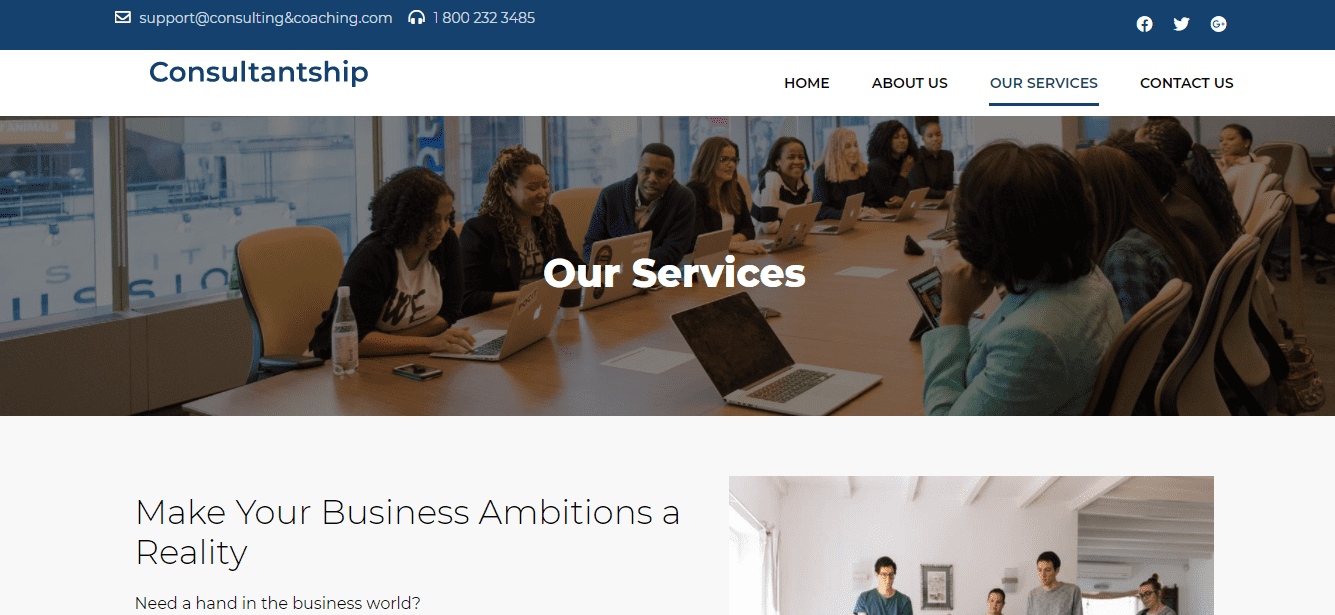 support@consulting&coaching.com 1 800 232 3485
Consultantship
HOME ABOUT US OUR SERVICES CONTACT US
Our Services
Make Your Business Ambitions a
Reality
Need a hand in the business world?